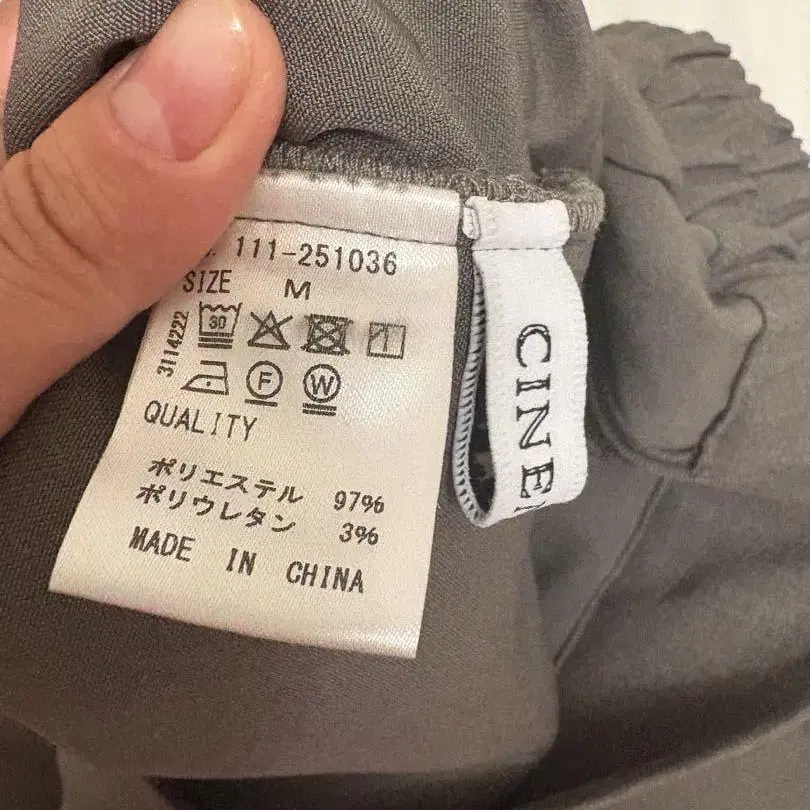 111-251036
SIZE M
3114222
30
F W
QUALITY
ポリエステル 97%
ポリウレタン 3%
MADE IN CHINA
CINE